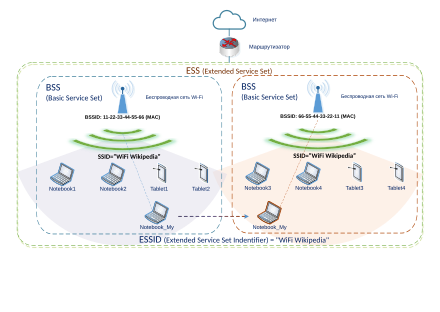 Интернет
Маршрутизатор
ESS (Extended Service Set)
BSS
(Basic Service Set)
Беспроводная сеть Wi-Fi
BSSID: 11-22-33-44-55-66 (MAC)
SSID="WiFi Wikipedia"
Notebook1
Notebook2
Tablet1
Tablet2
Notebook_My
BSS
(Basic Service Set)
Беспроводная сеть Wi-Fi
BSSID: 66-55-44-33-22-11 (MAC)
SSID="WiFi Wikipedia"
Notebook3
Notebook4
Tablet3
Tablet4
Notebook_My
ESSID (Extended Service Set Indentifier) = "WiFi Wikipedia"